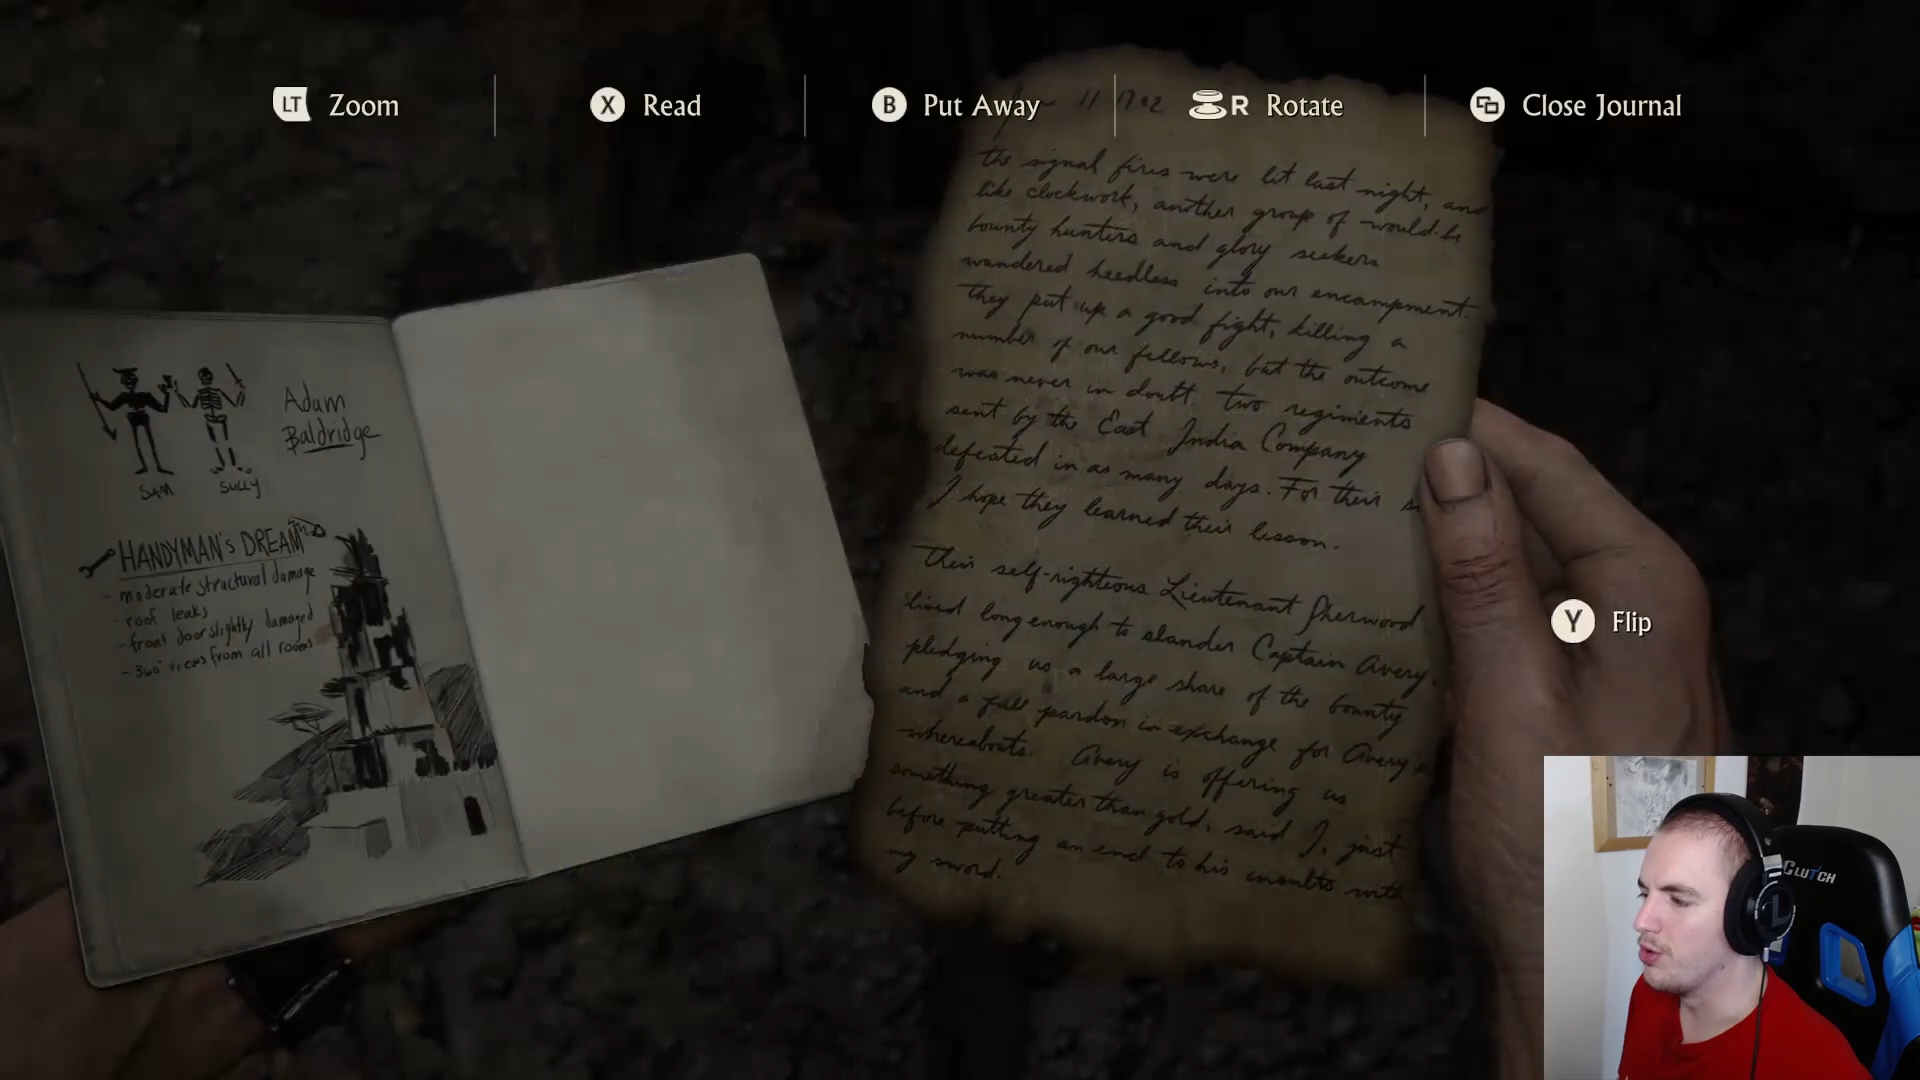 LT Zoom
X Read
B Put Away
R Rotate
Close Journal
11 1702
the signal fires were lit last night, and
like clockwork, another group of would-be
bounty hunters and glory seekers
wandered heedless into our encampment.
they put up a good fight, killing a
number of our fellows, but the outcome
was never in doubt. two regiments
sent by the East India Company
defeated in as many days. For their
I hope they learned their lesson.
Their self-righteous Lieutenant Sherwood
lived long enough to slander Captain Avery,
pledging us a large share of the bounty
and a full pardon in exchange for Avery's
whereabouts. Avery is offering us
something greater than gold, said I, just
before putting an end to his insults with
my sword.
Y Flip
Adam
Baldridge
SAM
SULLY
HANDYMAN's DREAM
- moderate structural damage
- roof leaks
- front door slightly damaged
- 360° views from all rooms
CLUTCH